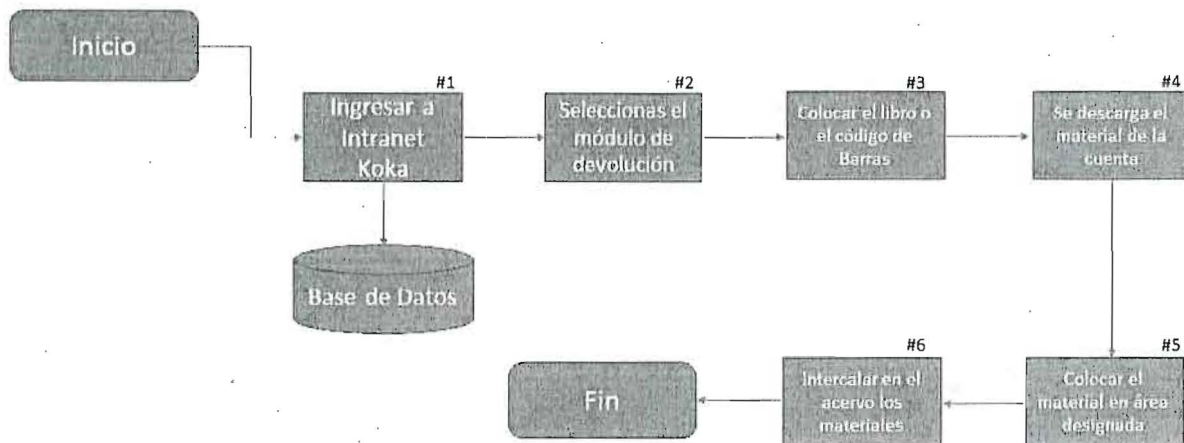 Inicio
#1
Ingresar a
Intranet
Koka
#2
Seleccionas el
módulo de
devolución
#3
Colocar el libro o
el código de
Barras
#4
Se descarga el
material de la
cuenta
Base de Datos
#5
Colocar el
material en área
designada.
#6
Intercalar en el
acervo los
materiales
Fin